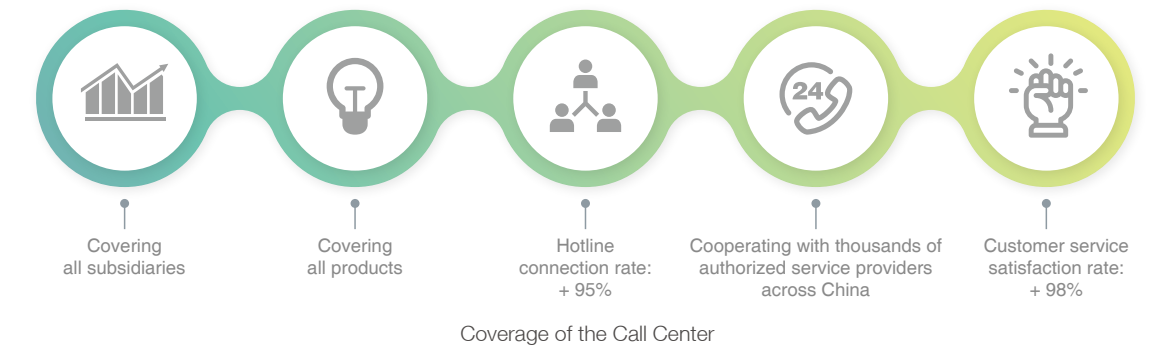 24
Covering
all subsidiaries
Covering
all products
Hotline
connection rate:
+ 95%
Cooperating with thousands of
authorized service providers
across China
Customer service
satisfaction rate:
+ 98%
Coverage of the Call Center